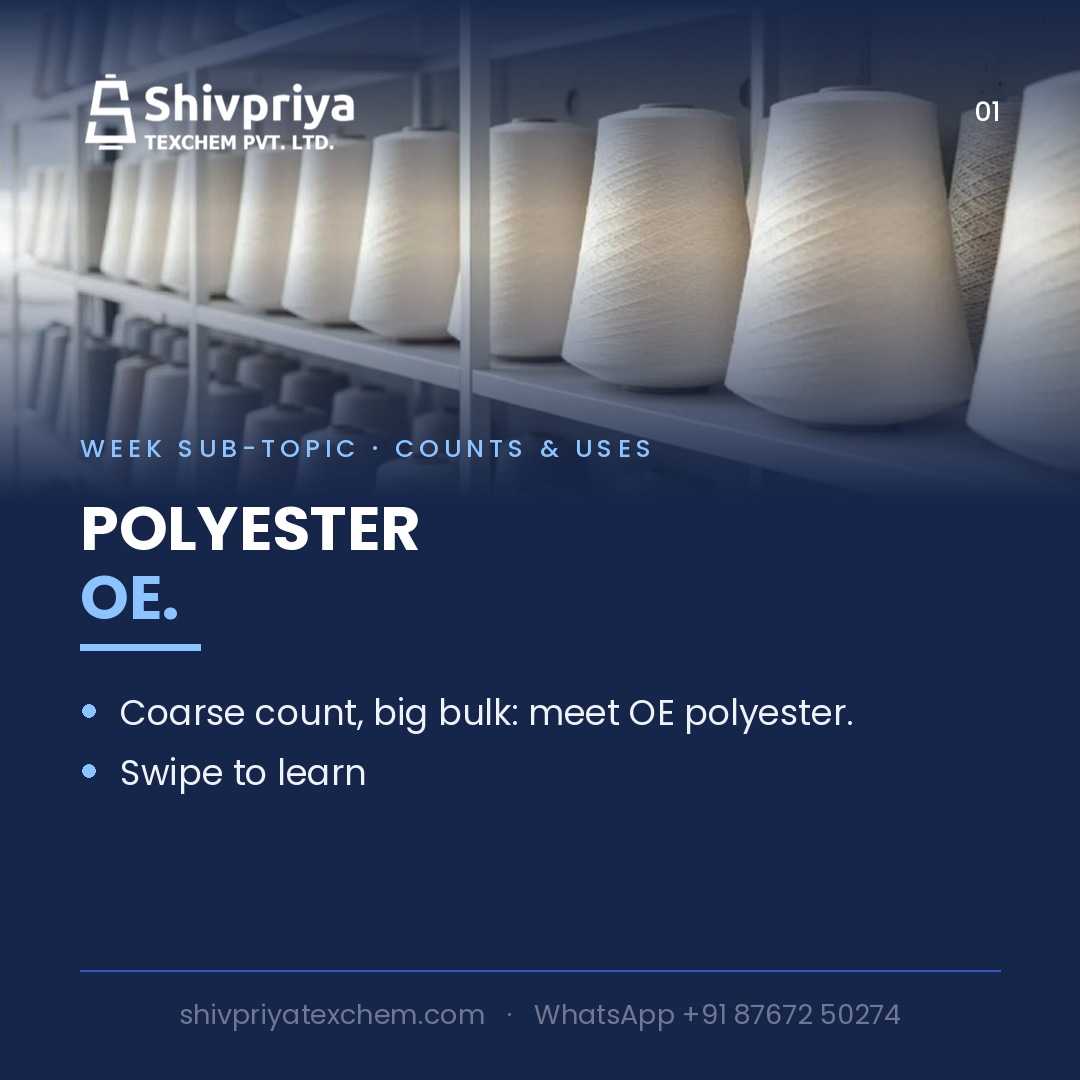 Shivpriya
TEXCHEM PVT. LTD.
01
WEEK SUB-TOPIC · COUNTS & USES
POLYESTER
OE.
• Coarse count, big bulk: meet OE polyester.
• Swipe to learn
shivpriyatexchem.com · WhatsApp +91 87672 50274